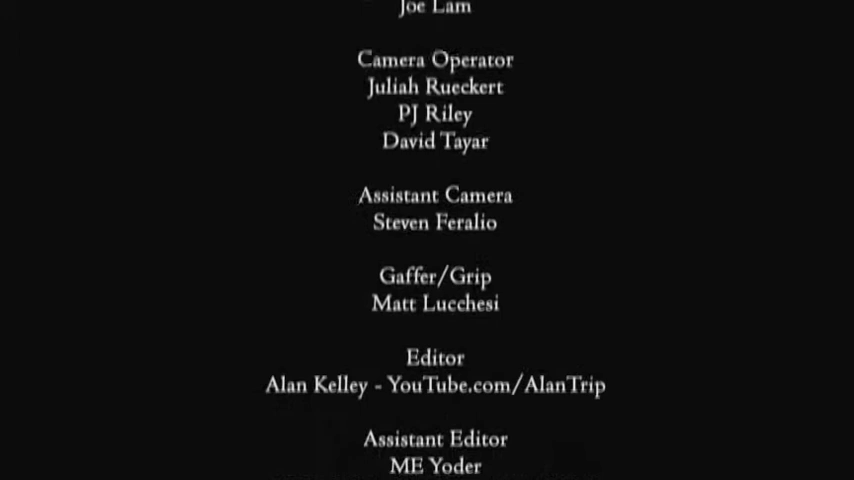 Joe Lam
Camera Operator
Juliah Rueckert
PJ Riley
David Tayar
Assistant Camera
Steven Feralio
Gaffer/Grip
Matt Lucchesi
Editor
Alan Kelley - YouTube.com/AlanTrip
Assistant Editor
ME Yoder